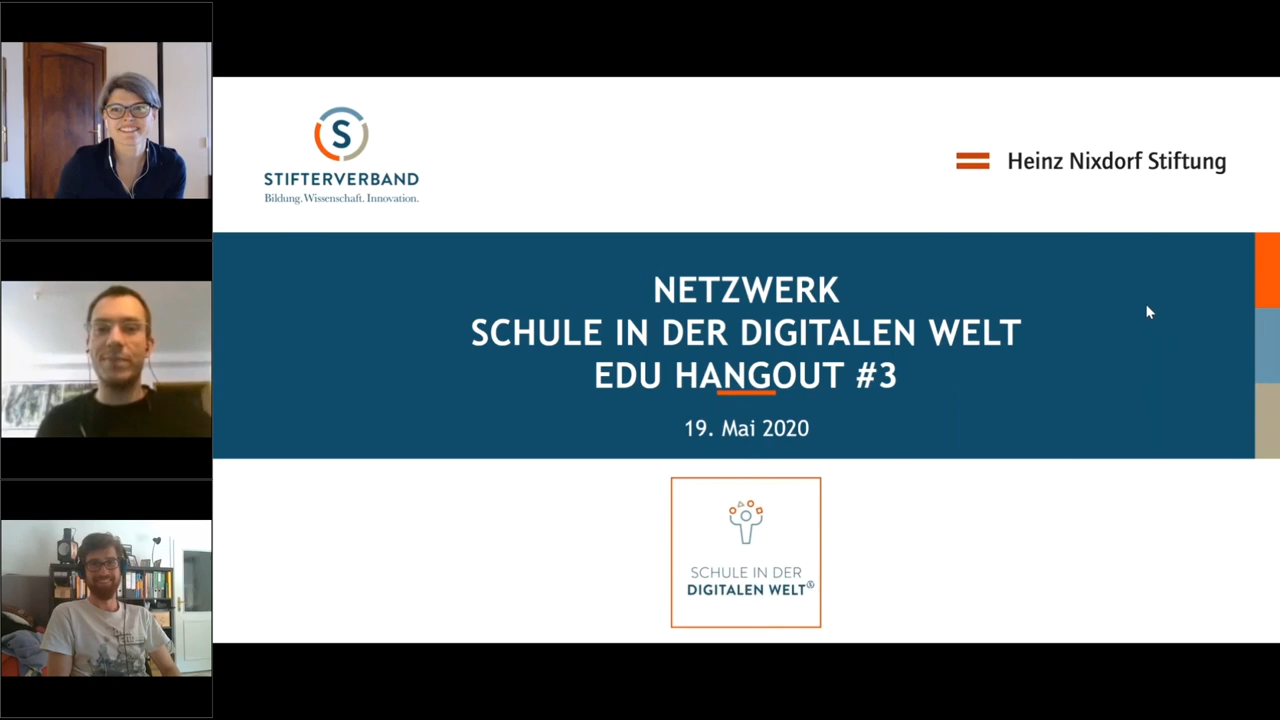 S
STIFTERVERBAND
Bildung. Wissenschaft. Innovation.
Heinz Nixdorf Stiftung
NETZWERK
SCHULE IN DER DIGITALEN WELT
EDU HANGOUT #3
19. Mai 2020
SCHULE IN DER
DIGITALEN WELT